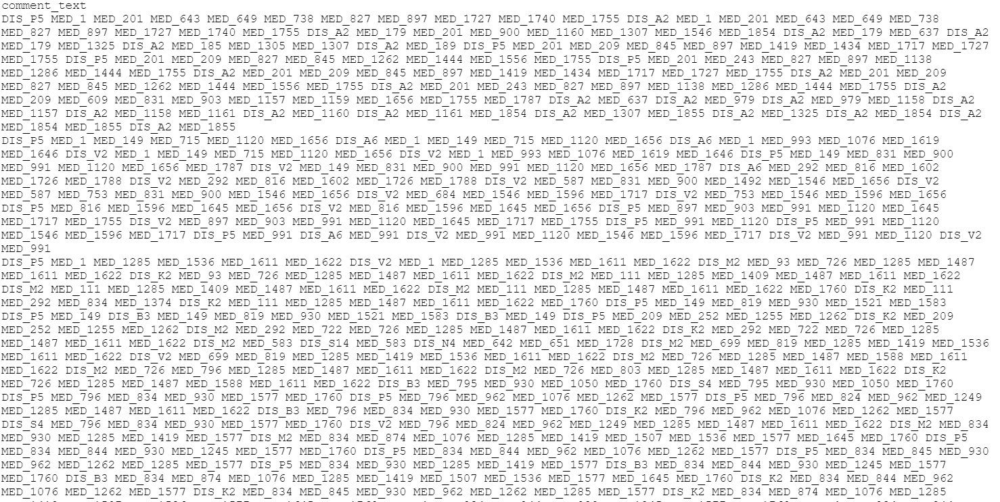 comment_text
DIS_P5 MED_1 MED_201 MED_643 MED_649 MED_738 MED_827 MED_897 MED_1727 MED_1740 MED_1755 DIS_A2 MED_1 MED_201 MED_643 MED_649 MED_738
MED_827 MED_897 MED_1727 MED_1740 MED_1755 DIS_A2 MED_179 MED_201 MED_900 MED_1160 MED_1307 MED_1546 MED_1854 DIS_A2 MED_179 MED_637 DIS_A2
MED_179 MED_1325 DIS_A2 MED_185 MED_1305 MED_1307 DIS_A2 MED_189 DIS_P5 MED_201 MED_209 MED_845 MED_897 MED_1419 MED_1434 MED_1717 MED_1727
MED_1755 DIS_P5 MED_201 MED_209 MED_827 MED_845 MED_1262 MED_1444 MED_1556 MED_1755 DIS_P5 MED_201 MED_243 MED_827 MED_897 MED_1138
MED_1286 MED_1444 MED_1755 DIS_A2 MED_201 MED_209 MED_845 MED_897 MED_1419 MED_1434 MED_1717 MED_1727 MED_1755 DIS_A2 MED_201 MED_209
MED_827 MED_845 MED_1262 MED_1444 MED_1556 MED_1755 DIS_A2 MED_201 MED_243 MED_827 MED_897 MED_1138 MED_1286 MED_1444 MED_1755 DIS_A2
MED_209 MED_609 MED_831 MED_903 MED_1157 MED_1159 MED_1656 MED_1755 MED_1787 DIS_A2 MED_637 DIS_A2 MED_979 DIS_A2 MED_979 MED_1158 DIS_A2
MED_1157 DIS_A2 MED_1158 MED_1161 DIS_A2 MED_1160 DIS_A2 MED_1161 MED_1854 DIS_A2 MED_1307 MED_1855 DIS_A2 MED_1325 DIS_A2 MED_1854 DIS_A2
MED_1854 MED_1855 DIS_A2 MED_1855
DIS_P5 MED_1 MED_149 MED_715 MED_1120 MED_1656 DIS_A6 MED_1 MED_149 MED_715 MED_1120 MED_1656 DIS_A6 MED_1 MED_993 MED_1076 MED_1619
MED_1646 DIS_V2 MED_1 MED_149 MED_715 MED_1120 MED_1656 DIS_V2 MED_1 MED_993 MED_1076 MED_1619 MED_1646 DIS_P5 MED_149 MED_831 MED_900
MED_991 MED_1120 MED_1656 MED_1787 DIS_V2 MED_149 MED_831 MED_900 MED_991 MED_1120 MED_1656 MED_1787 DIS_A6 MED_292 MED_816 MED_1602
MED_1726 MED_1788 DIS_V2 MED_292 MED_816 MED_1602 MED_1726 MED_1788 DIS_V2 MED_587 MED_831 MED_900 MED_1492 MED_1546 MED_1656 DIS_V2
MED_587 MED_753 MED_831 MED_900 MED_1546 MED_1656 DIS_V2 MED_684 MED_1546 MED_1596 MED_1717 DIS_V2 MED_753 MED_1546 MED_1596 MED_1656
DIS_P5 MED_816 MED_1596 MED_1645 MED_1656 DIS_V2 MED_816 MED_1596 MED_1645 MED_1656 DIS_P5 MED_897 MED_903 MED_991 MED_1120 MED_1645
MED_1717 MED_1755 DIS_V2 MED_897 MED_903 MED_991 MED_1120 MED_1645 MED_1717 MED_1755 DIS_P5 MED_991 MED_1120 DIS_P5 MED_991 MED_1120
MED_1546 MED_1596 MED_1717 DIS_P5 MED_991 DIS_A6 MED_991 DIS_V2 MED_991 MED_1120 MED_1546 MED_1596 MED_1717 DIS_V2 MED_991 MED_1120 DIS_V2
MED_991
DIS_P5 MED_1 MED_1285 MED_1536 MED_1611 MED_1622 DIS_V2 MED_1 MED_1285 MED_1536 MED_1611 MED_1622 DIS_M2 MED_93 MED_726 MED_1285 MED_1487
MED_1611 MED_1622 DIS_K2 MED_93 MED_726 MED_1285 MED_1487 MED_1611 MED_1622 DIS_M2 MED_111 MED_1285 MED_1409 MED_1487 MED_1611 MED_1622
DIS_M2 MED_111 MED_1285 MED_1409 MED_1487 MED_1611 MED_1622 DIS_M2 MED_111 MED_1285 MED_1487 MED_1611 MED_1622 MED_1760 DIS_K2 MED_111
MED_292 MED_834 MED_1374 DIS_K2 MED_111 MED_1285 MED_1487 MED_1611 MED_1622 MED_1760 DIS_P5 MED_149 MED_819 MED_930 MED_1521 MED_1583
DIS_P5 MED_149 DIS_B3 MED_149 MED_819 MED_930 MED_1521 MED_1583 DIS_B3 MED_149 DIS_P5 MED_209 MED_252 MED_1255 MED_1262 DIS_K2 MED_209
MED_252 MED_1255 MED_1262 DIS_M2 MED_292 MED_722 MED_726 MED_1285 MED_1487 MED_1611 MED_1622 DIS_K2 MED_292 MED_722 MED_726 MED_1285
MED_1487 MED_1611 MED_1622 DIS_M2 MED_583 DIS_S14 MED_583 DIS_N4 MED_642 MED_651 MED_1728 DIS_M2 MED_699 MED_819 MED_1285 MED_1419 MED_1536
MED_1611 MED_1622 DIS_V2 MED_699 MED_819 MED_1285 MED_1419 MED_1536 MED_1611 MED_1622 DIS_M2 MED_726 MED_1285 MED_1487 MED_1588 MED_1611
MED_1622 DIS_M2 MED_726 MED_796 MED_1285 MED_1487 MED_1611 MED_1622 DIS_M2 MED_726 MED_803 MED_1285 MED_1487 MED_1611 MED_1622 DIS_K2
MED_726 MED_1285 MED_1487 MED_1588 MED_1611 MED_1622 DIS_B3 MED_795 MED_930 MED_1050 MED_1760 DIS_S4 MED_795 MED_930 MED_1050 MED_1760
DIS_P5 MED_796 MED_834 MED_930 MED_1577 MED_1760 DIS_P5 MED_796 MED_962 MED_1076 MED_1262 MED_1577 DIS_P5 MED_796 MED_824 MED_962 MED_1249
MED_1285 MED_1487 MED_1611 MED_1622 DIS_B3 MED_796 MED_834 MED_930 MED_1577 MED_1760 DIS_K2 MED_796 MED_962 MED_1076 MED_1262 MED_1577
DIS_S4 MED_796 MED_834 MED_930 MED_1577 MED_1760 DIS_V2 MED_796 MED_824 MED_962 MED_1249 MED_1285 MED_1487 MED_1611 MED_1622 DIS_M2 MED_834
MED_930 MED_1285 MED_1419 MED_1577 DIS_M2 MED_834 MED_874 MED_1076 MED_1285 MED_1419 MED_1507 MED_1536 MED_1577 MED_1645 MED_1760 DIS_P5
MED_834 MED_844 MED_930 MED_1245 MED_1577 MED_1760 DIS_P5 MED_834 MED_844 MED_962 MED_1076 MED_1262 MED_1577 DIS_P5 MED_834 MED_845 MED_930
MED_962 MED_1262 MED_1285 MED_1577 DIS_P5 MED_834 MED_930 MED_1285 MED_1419 MED_1577 DIS_B3 MED_834 MED_844 MED_930 MED_1245 MED_1577
MED_1760 DIS_B3 MED_834 MED_874 MED_1076 MED_1285 MED_1419 MED_1507 MED_1536 MED_1577 MED_1645 MED_1760 DIS_K2 MED_834 MED_844 MED_962
MED_1076 MED_1262 MED_1577 DIS_K2 MED_834 MED_845 MED_930 MED_962 MED_1262 MED_1285 MED_1577 DIS_K2 MED_834 MED_874 MED_1076 MED_1285